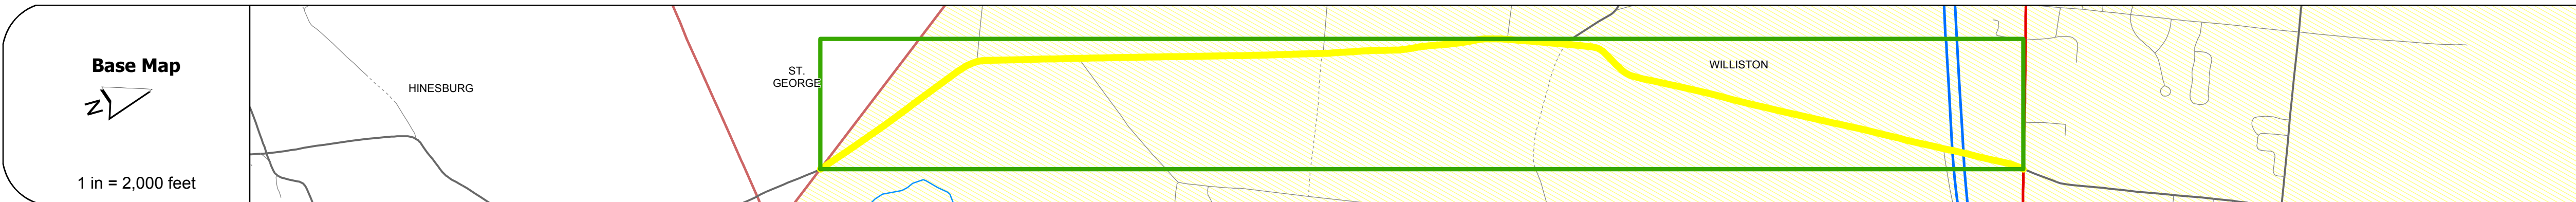 Base Map
N
1 in = 2,000 feet
HINESBURG
ST.
GEORGE
WILLISTON